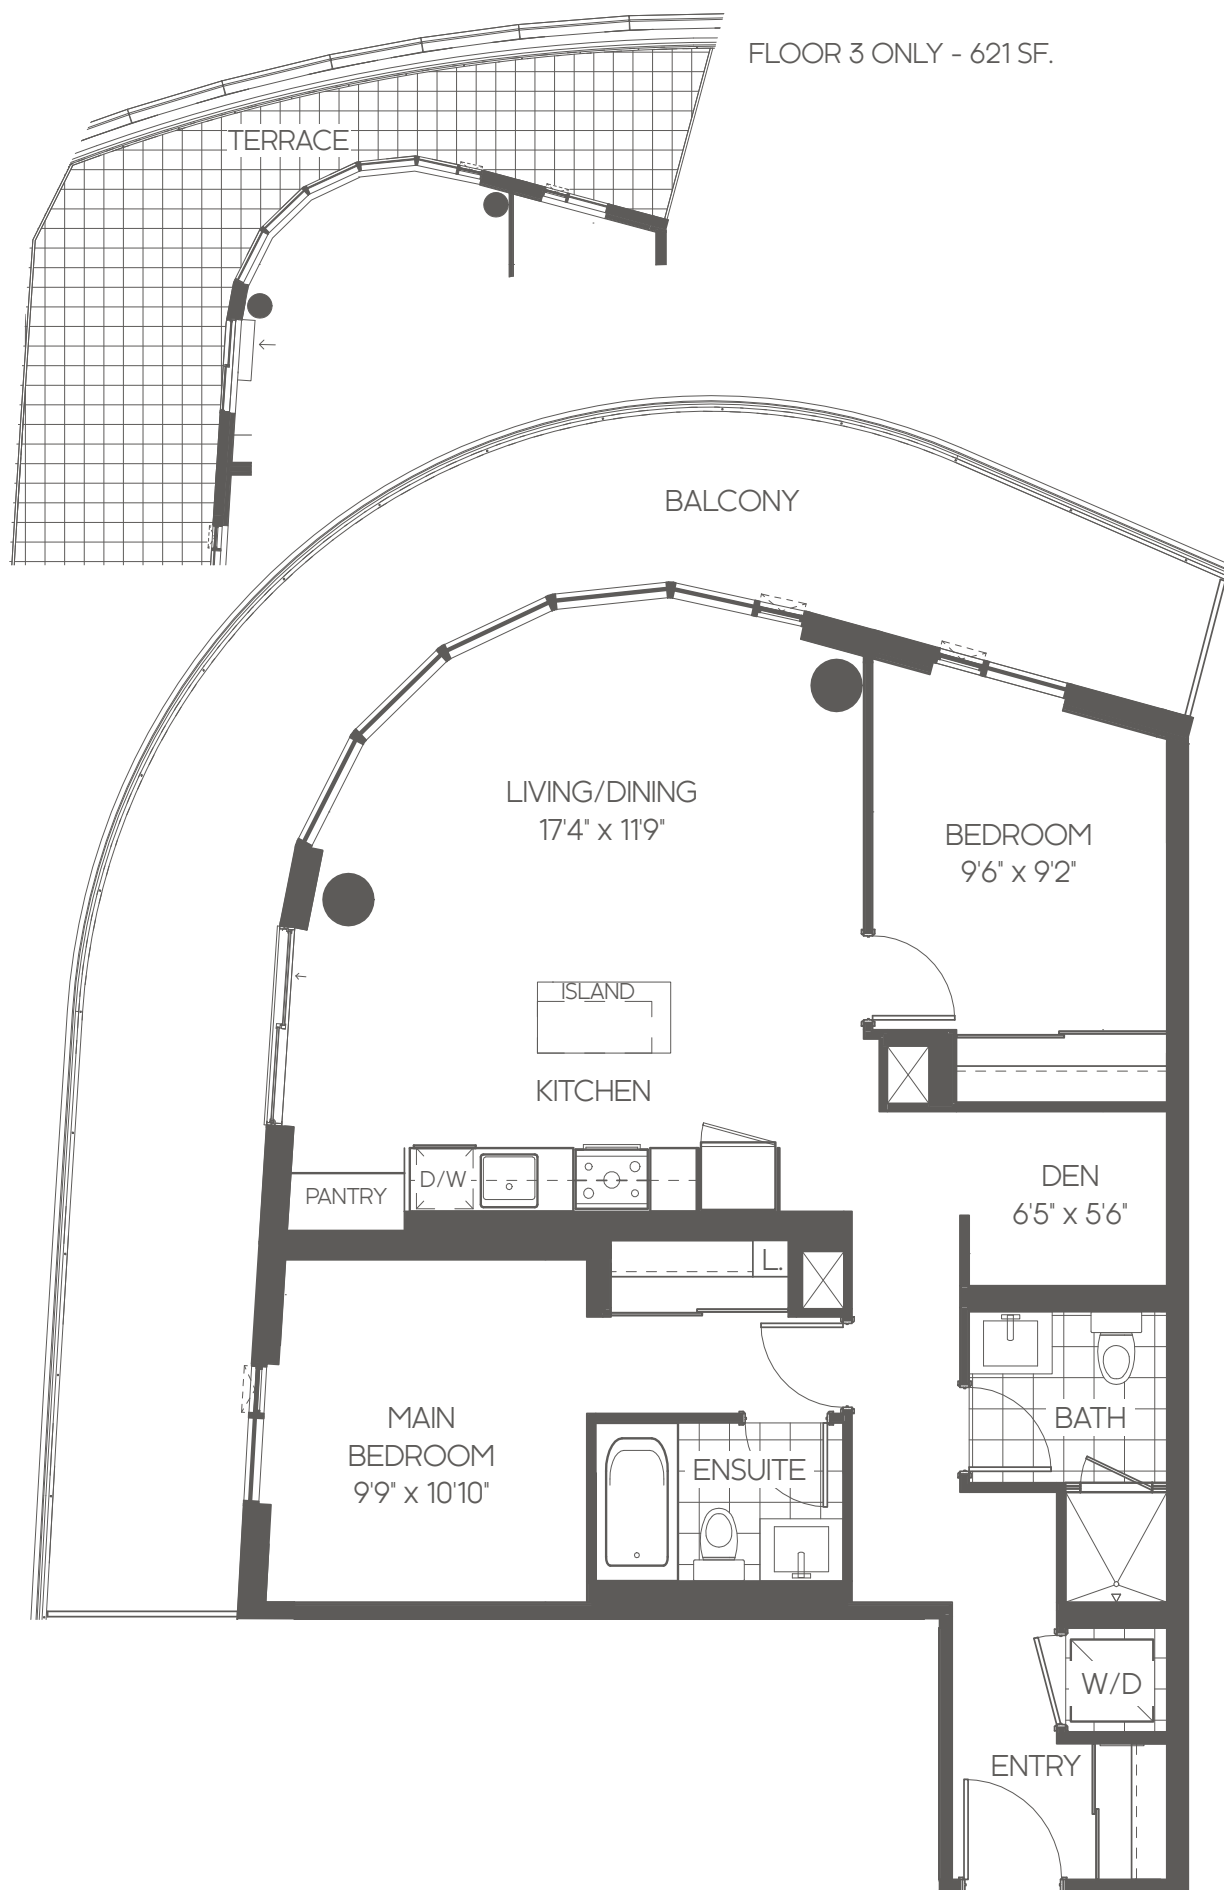 FLOOR 3 ONLY - 621 SF.
TERRACE
BALCONY
LIVING/DINING
17'4" x 11'9"
BEDROOM
9'6" x 9'2"
ISLAND
KITCHEN
D/W
PANTRY
DEN
6'5" x 5'6"
L.
MAIN
BEDROOM
9'9" x 10'10"
ENSUITE
BATH
W/D
ENTRY